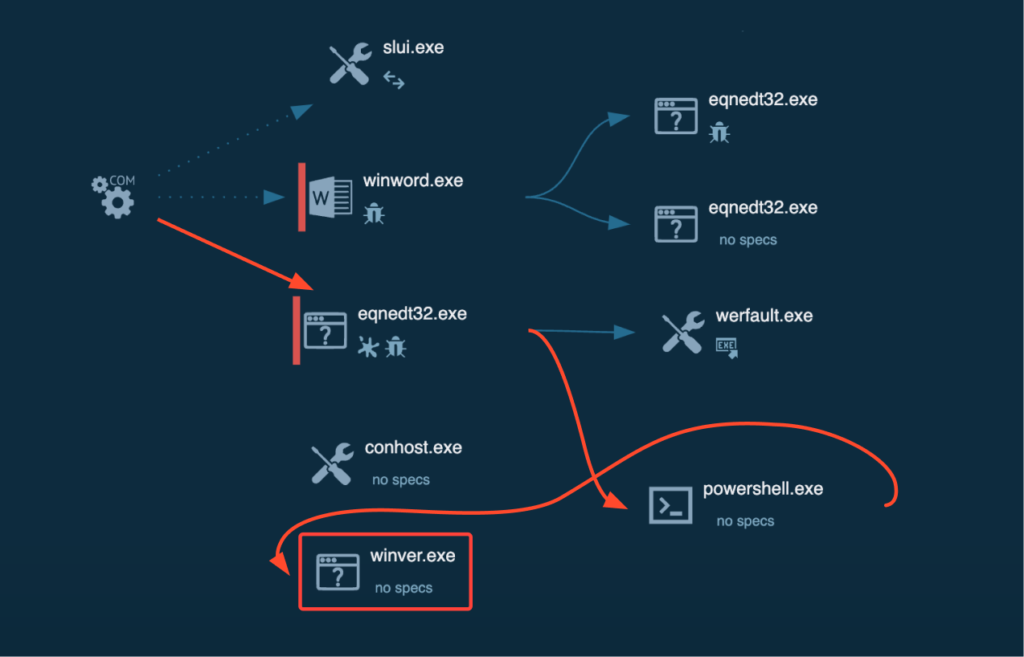 slui.exe
COM
winword.exe
W
eqnedt32.exe
?
eqnedt32.exe
?
no specs
eqnedt32.exe
?
werfault.exe
EXE
conhost.exe
no specs
powershell.exe
>_
no specs
winver.exe
?
no specs